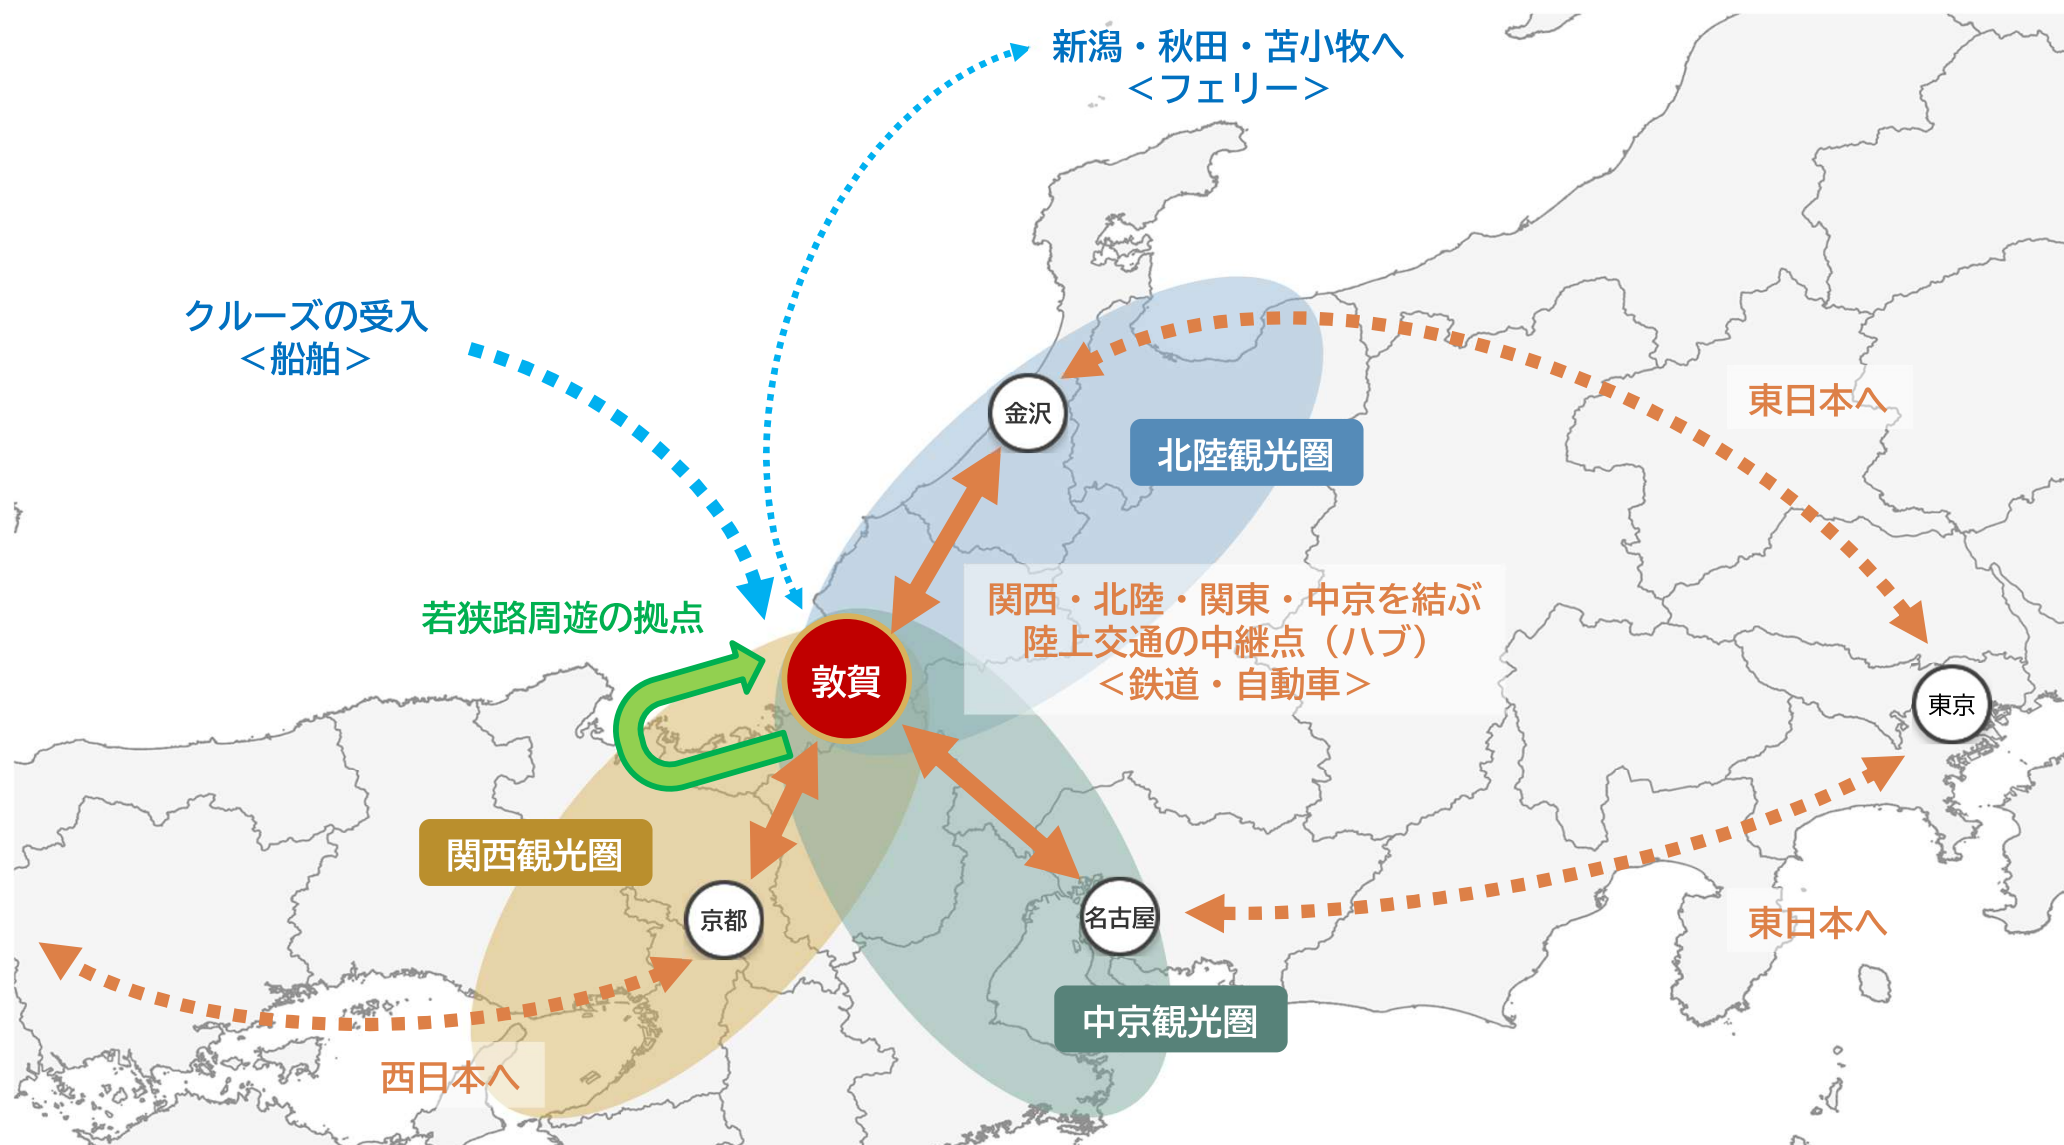 新潟・秋田・苫小牧へ
＜フェリー＞
クルーズの受入
＜船舶＞
東日本へ
金沢
北陸観光圏
関西・北陸・関東・中京を結ぶ
陸上交通の中継点（ハブ）
＜鉄道・自動車＞
若狭路周遊の拠点
敦賀
東京
関西観光圏
京都
名古屋
東日本へ
中京観光圏
西日本へ